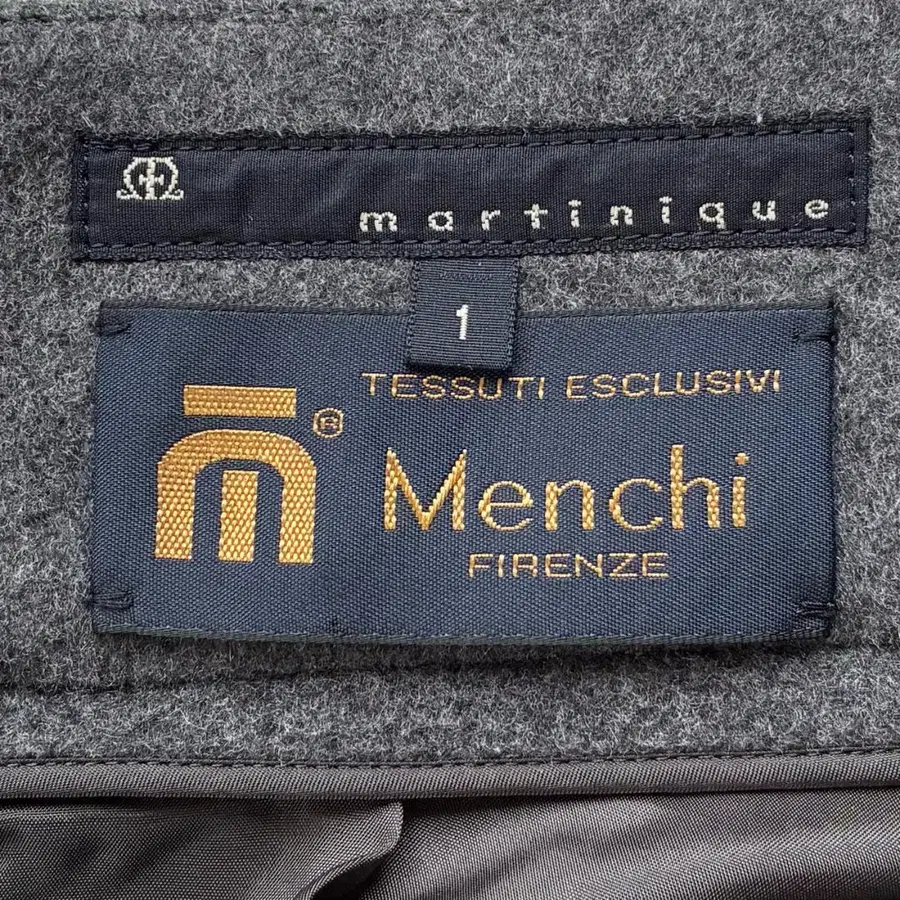 martinique
1
TESSUTI ESCLUSIVI
®
Menchi
FIRENZE